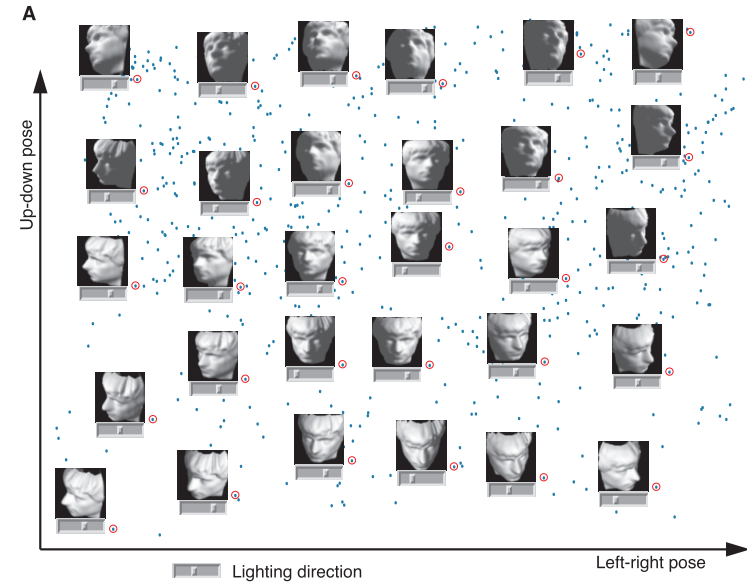 A
Up-down pose
Left-right pose
Lighting direction